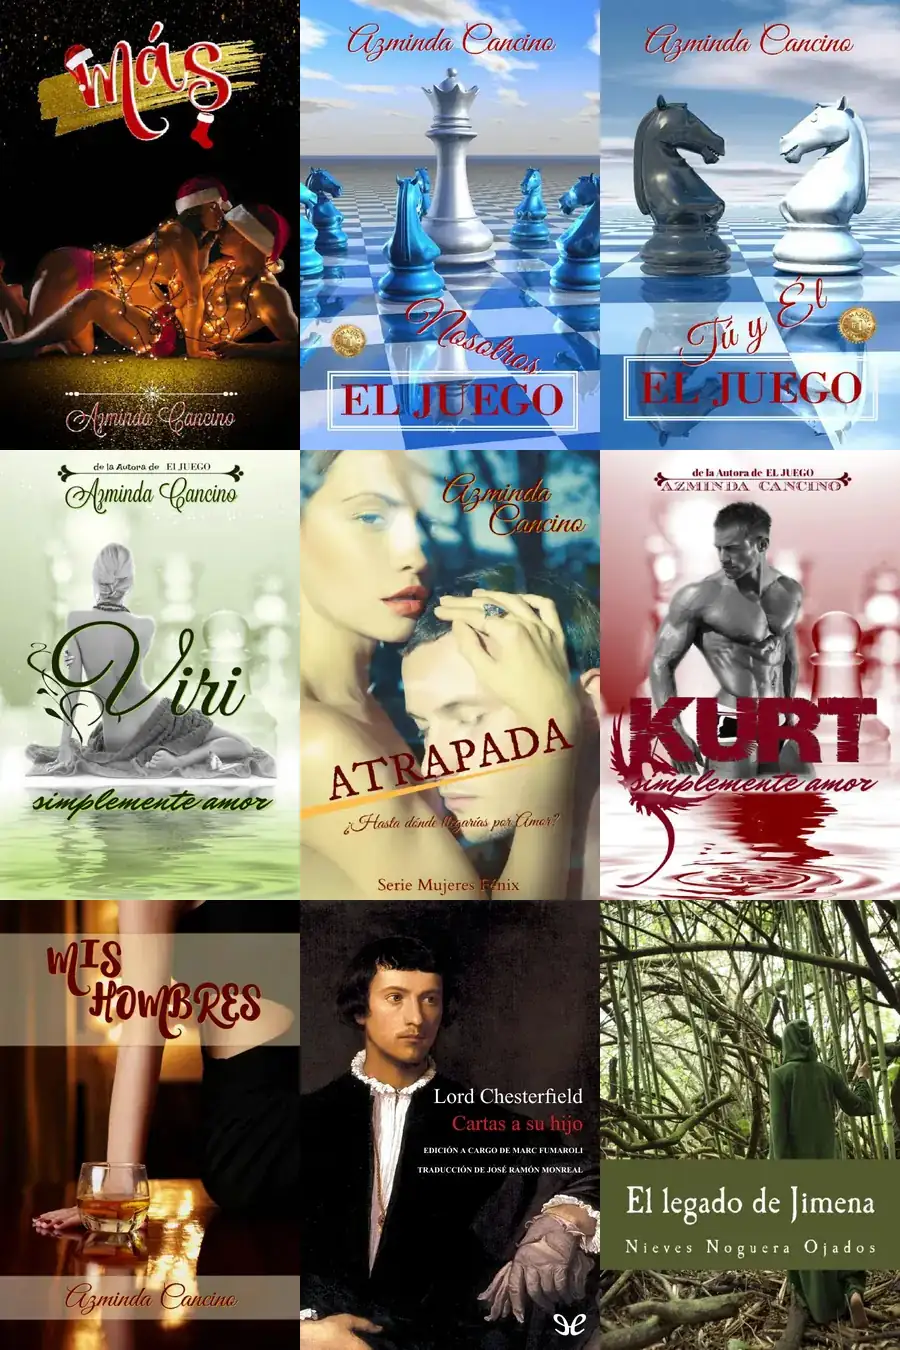 más
Azminda Cancino
Azminda Cancino
Nosotros
EL JUEGO
Azminda Cancino
Tú y Él
EL JUEGO
de la Autora de EL JUEGO
Azminda Cancino
Viri
simplemente amor
Azminda
Cancino
ATRAPADA
¿Hasta dónde llegarías por Amor?
Serie Mujeres Fénix
de la Autora de EL JUEGO
AZMINDA CANCINO
KURT
simplemente amor
MIS
HOMBRES
Azminda Cancino
Lord Chesterfield
Cartas a su hijo
EDICIÓN A CARGO DE MARC FUMAROLI
TRADUCCIÓN DE JOSÉ RAMÓN MONREAL
El legado de Jimena
Nieves Noguera Ojados